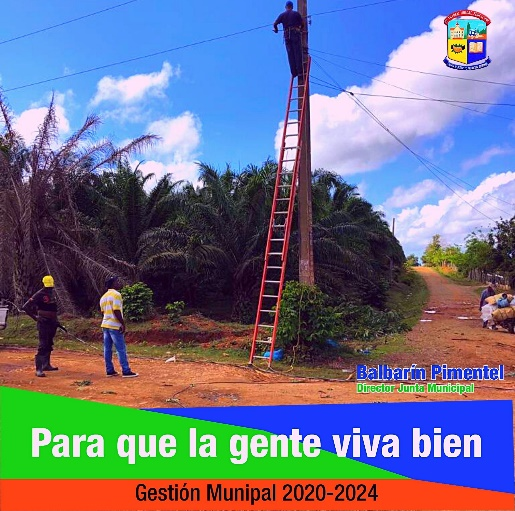 Balbarín Pimentel
Director Junta Municipal
Para que la gente viva bien
Gestión Munipal 2020-2024